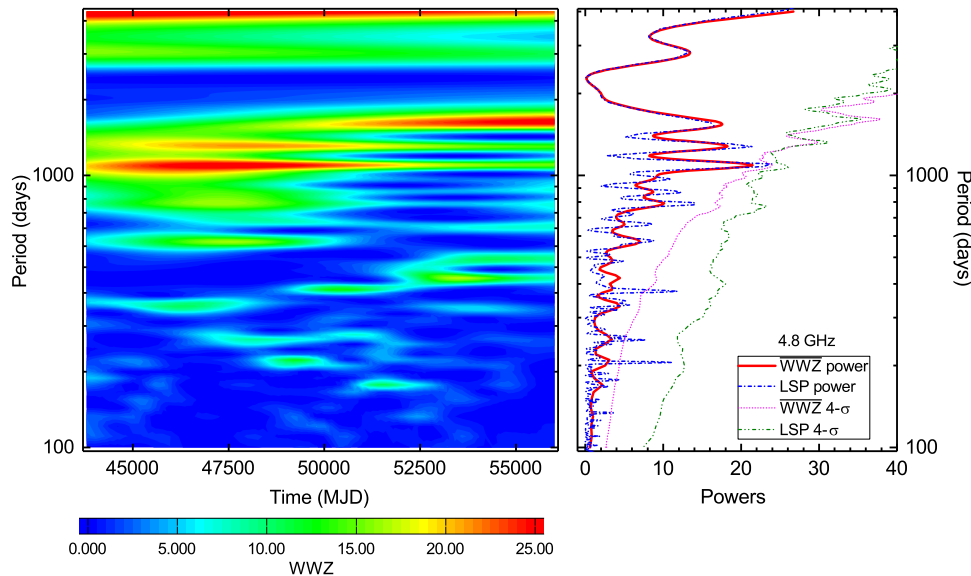 Period (days)
1000
100
45000 47500 50000 52500 55000
Time (MJD)
0.000 5.000 10.00 15.00 20.00 25.00
WWZ
1000
100
Period (days)
4.8 GHz
WWZ power
LSP power
WWZ 4-σ
LSP 4-σ
0 10 20 30 40
Powers